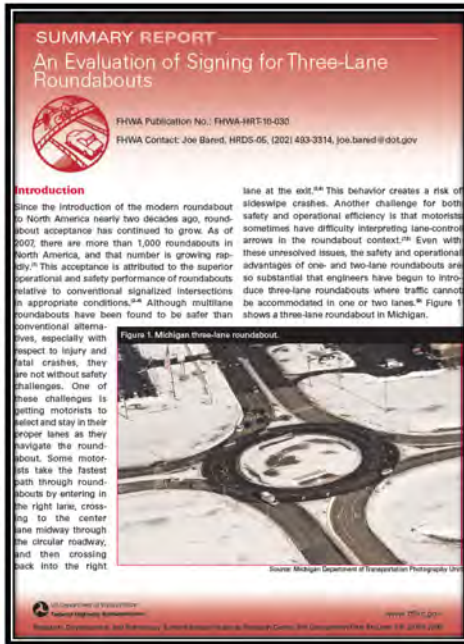 SUMMARY REPORT
An Evaluation of Signing for Three-Lane
Roundabouts
FHWA Publication No.: FHWA-HRT-10-030
FHWA Contact: Joe Bared, HRDS-05, (202) 493-3314, joe.bared@dot.gov
Introduction
Since the introduction of the modern roundabout
to North America nearly two decades ago, round-
about acceptance has continued to grow. As of
2007, there are more than 1,000 roundabouts in
North America, and that number is growing rap-
idly. This acceptance is attributed to the superior
operational and safety performance of roundabouts
relative to conventional signalized intersections
in appropriate conditions. Although multilane
roundabouts have been found to be safer than
conventional alterna-
tives, especially with
respect to injury and
fatal crashes, they
are not without safety
challenges. One of
these challenges is
getting motorists to
select and stay in their
proper lanes as they
navigate the round-
about. Some motor-
ists take the fastest
path through round-
abouts by entering in
the right lane, cross-
ing to the center
lane midway through
the circular roadway,
and then crossing
back into the right
lane at the exit. This behavior creates a risk of
sideswipe crashes. Another challenge for both
safety and operational efficiency is that motorists
sometimes have difficulty interpreting lane-control
arrows in the roundabout context. Even with
these unresolved issues, the safety and operational
advantages of one- and two-lane roundabouts are
so substantial that engineers have begun to intro-
duce three-lane roundabouts where traffic cannot
be accommodated in one or two lanes. Figure 1
shows a three-lane roundabout in Michigan.
Figure 1. Michigan three-lane roundabout.
Source: Michigan Department of Transportation Photography Unit
US Department of Transportation
Federal Highway Administration